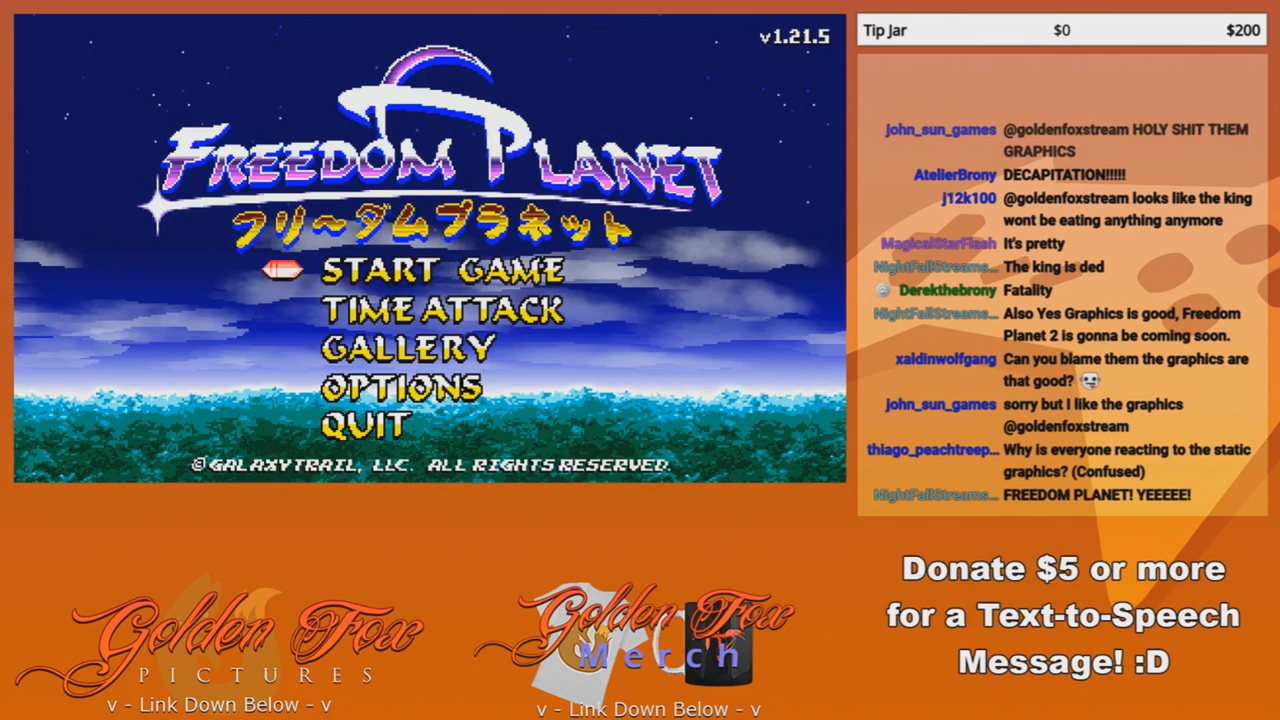 v1.21.5
FREEDOM PLANET
フリーダムプラネット
START GAME
TIME ATTACK
GALLERY
OPTIONS
QUIT
©GALAXYTRAIL, LLC. ALL RIGHTS RESERVED.
Tip Jar $0 $200
john_sun_games @goldenfoxstream HOLY SHIT THEM
GRAPHICS
AtelierBrony DECAPITATION!!!!!
j12k100 @goldenfoxstream looks like the king
wont be eating anything anymore
MagicalStarFlash It's pretty
NightFallStreams... The king is ded
Derekthebrony Fatality
NightFallStreams... Also Yes Graphics is good, Freedom
Planet 2 is gonna be coming soon.
xaldinwolfgang Can you blame them the graphics are
that good?
john_sun_games sorry but I like the graphics
@goldenfoxstream
thiago_peachtreep... Why is everyone reacting to the static
graphics? (Confused)
NightFallStreams... FREEDOM PLANET! YEEEEE!
Golden Fox
PICTURES
v - Link Down Below - v
Golden Fox
Merch
v - Link Down Below - v
Donate $5 or more
for a Text-to-Speech
Message! :D